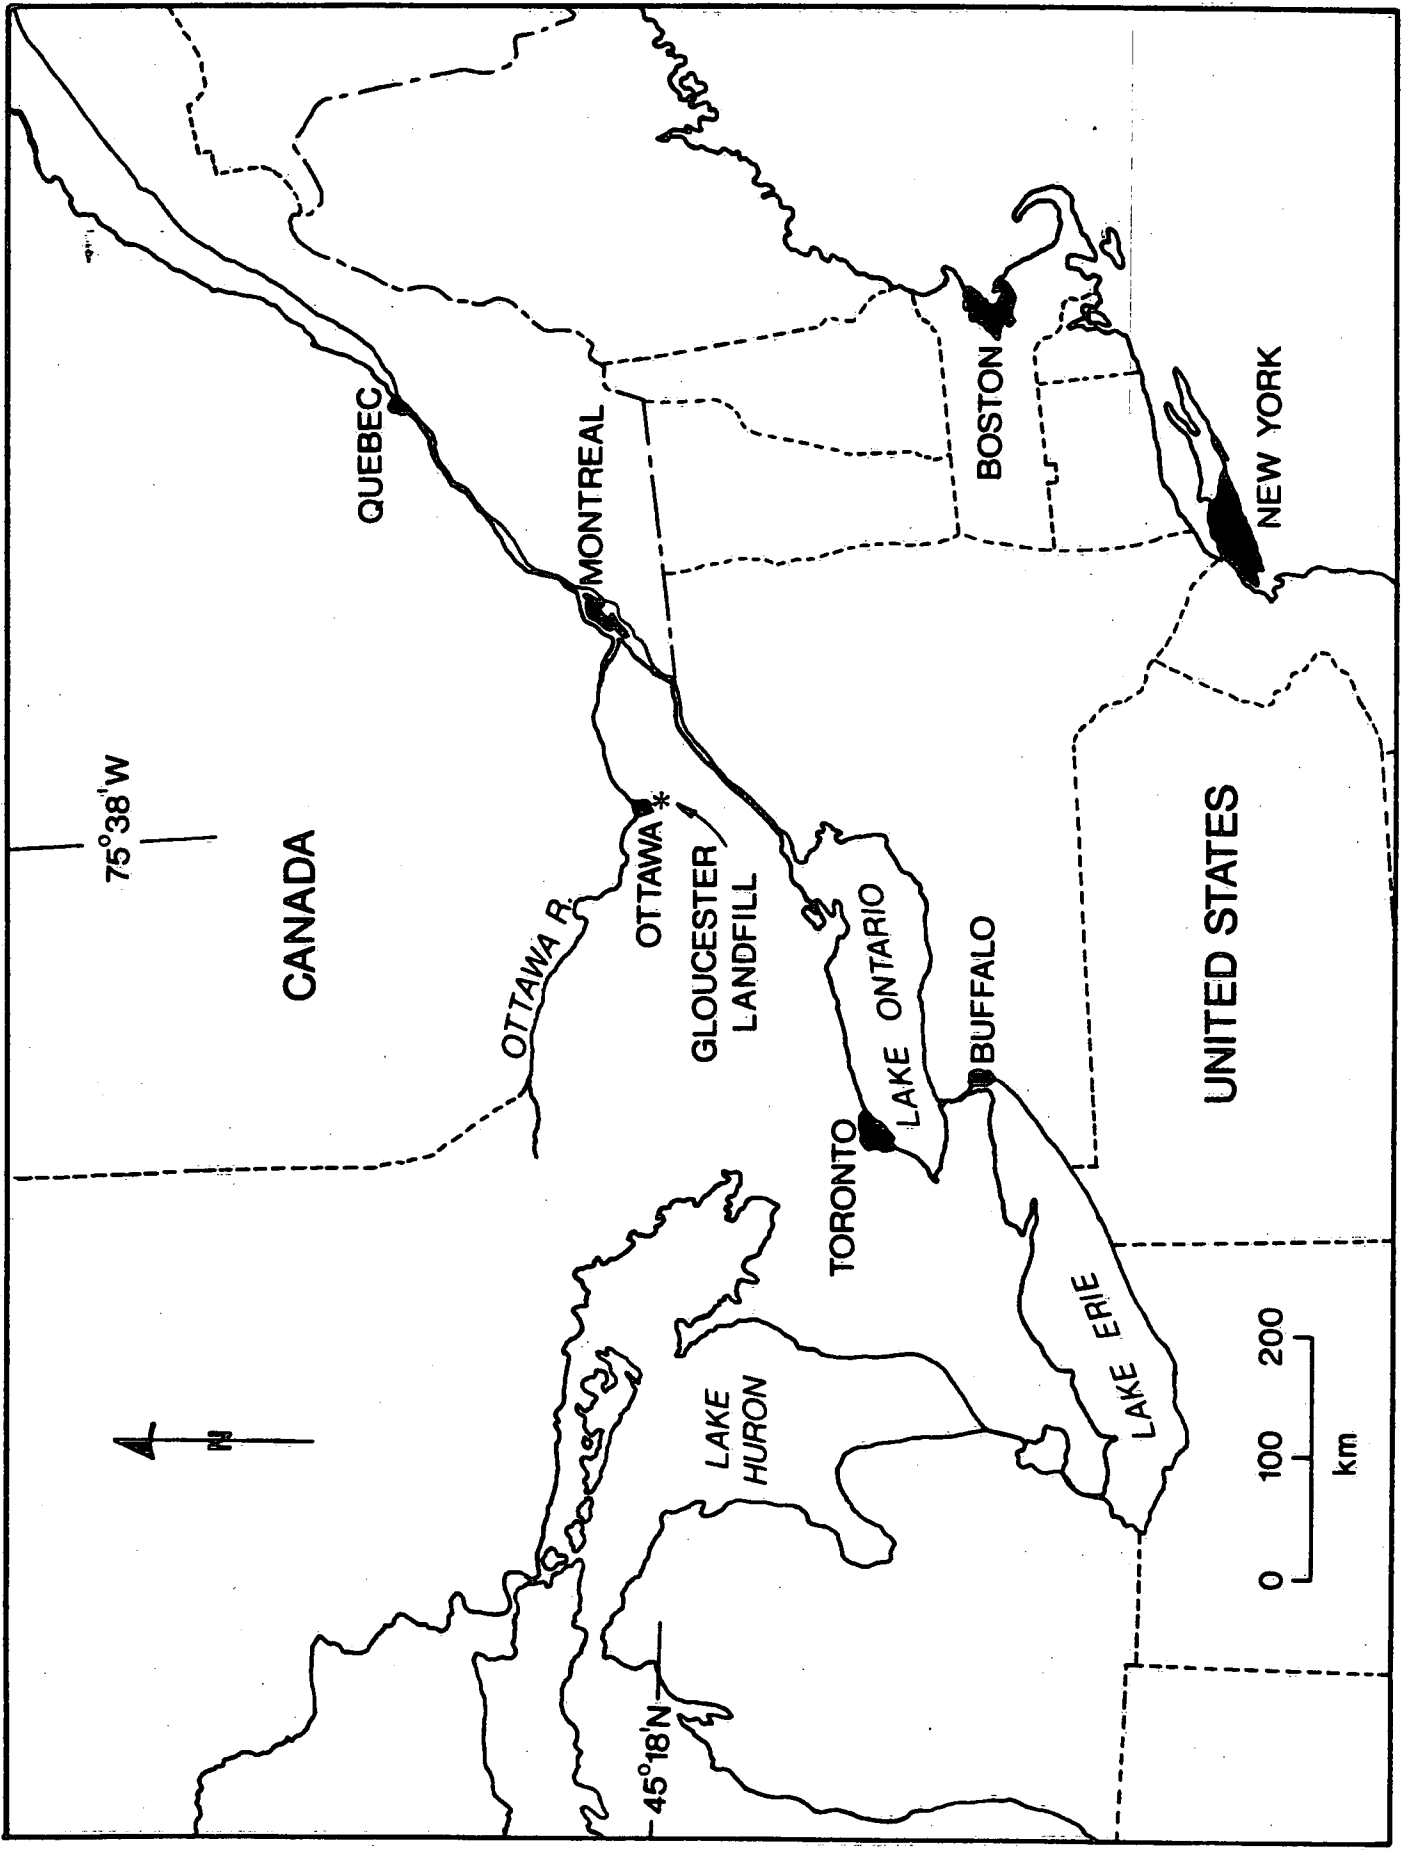 75°38'W
CANADA
QUEBEC
MONTREAL
OTTAWA R.
OTTAWA
GLOUCESTER
LANDFILL
N
LAKE
HURON
TORONTO
LAKE ONTARIO
BUFFALO
BOSTON
NEW YORK
45°18'N
LAKE ERIE
UNITED STATES
0 100 200
km